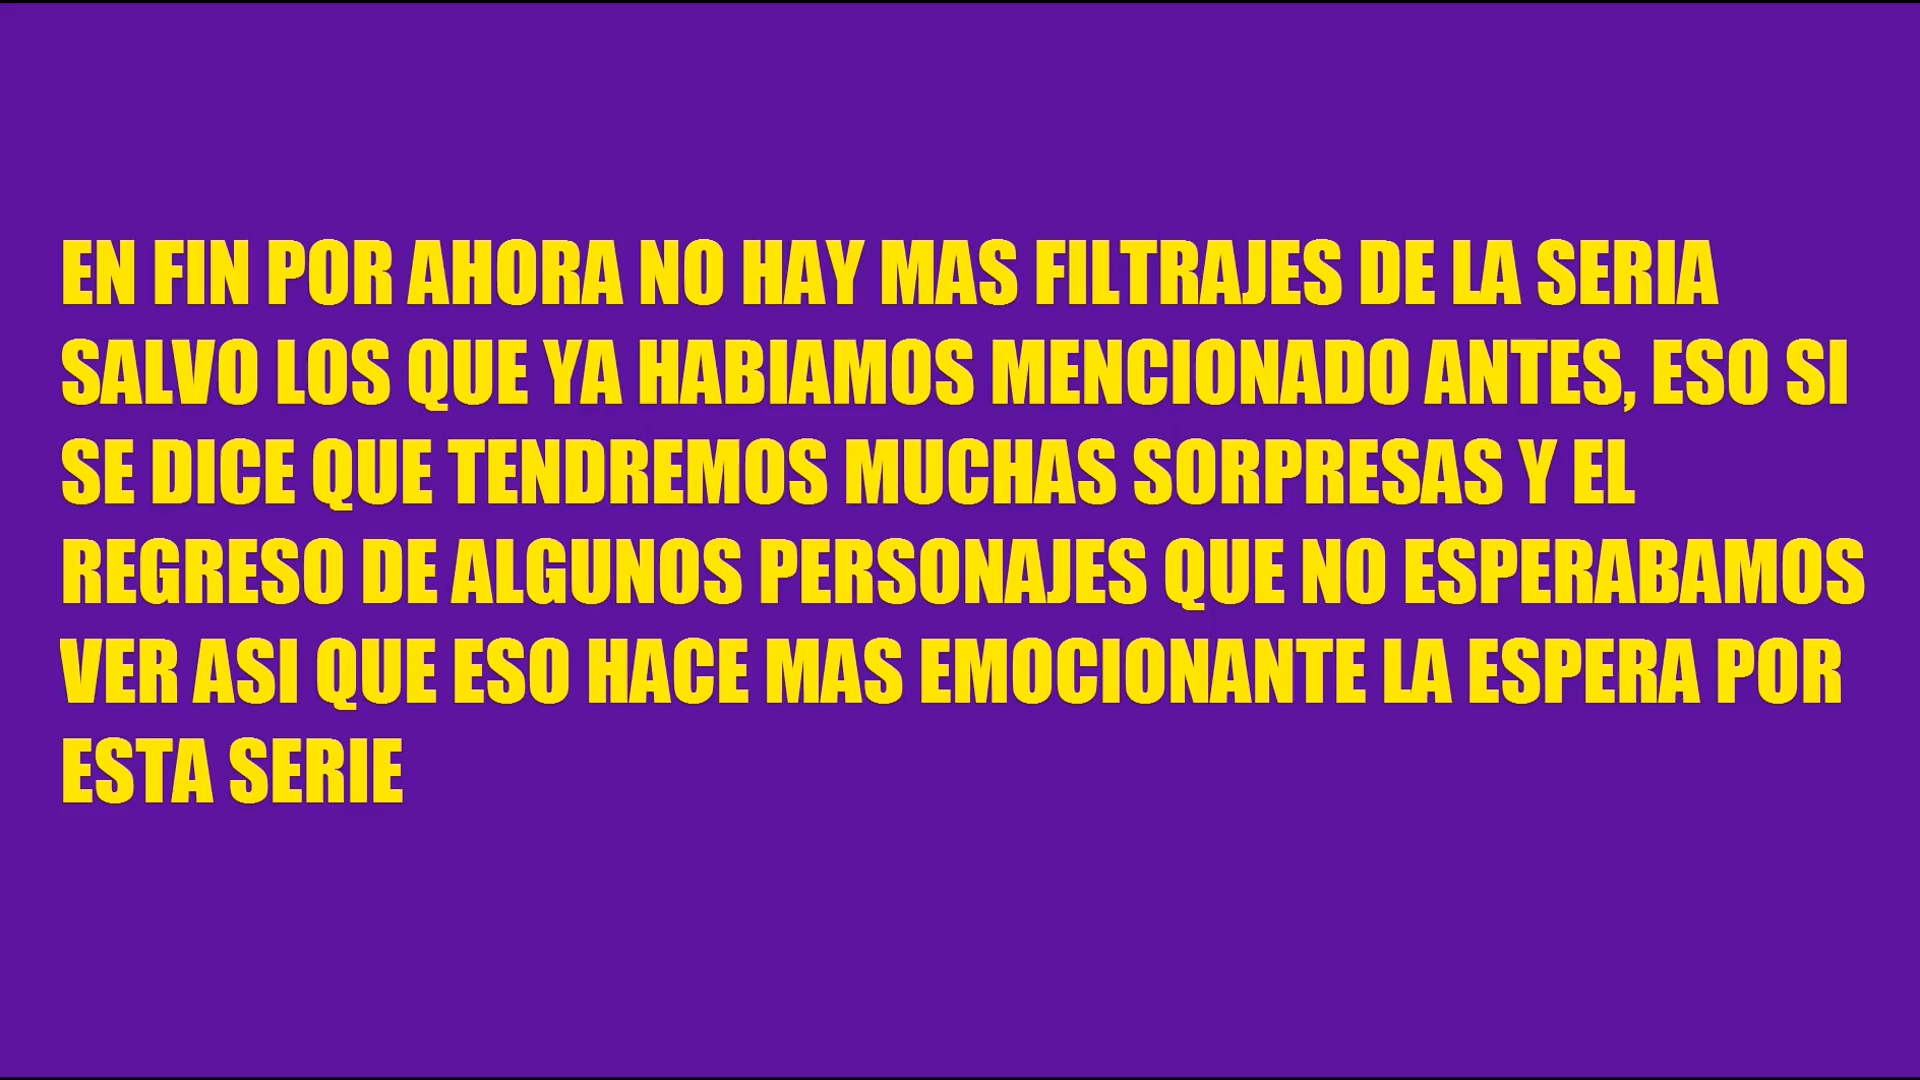 EN FIN POR AHORA NO HAY MAS FILTRAJES DE LA SERIA
SALVO LOS QUE YA HABIAMOS MENCIONADO ANTES, ESO SI
SE DICE QUE TENDREMOS MUCHAS SORPRESAS Y EL
REGRESO DE ALGUNOS PERSONAJES QUE NO ESPERABAMOS
VER ASI QUE ESO HACE MAS EMOCIONANTE LA ESPERA POR
ESTA SERIE